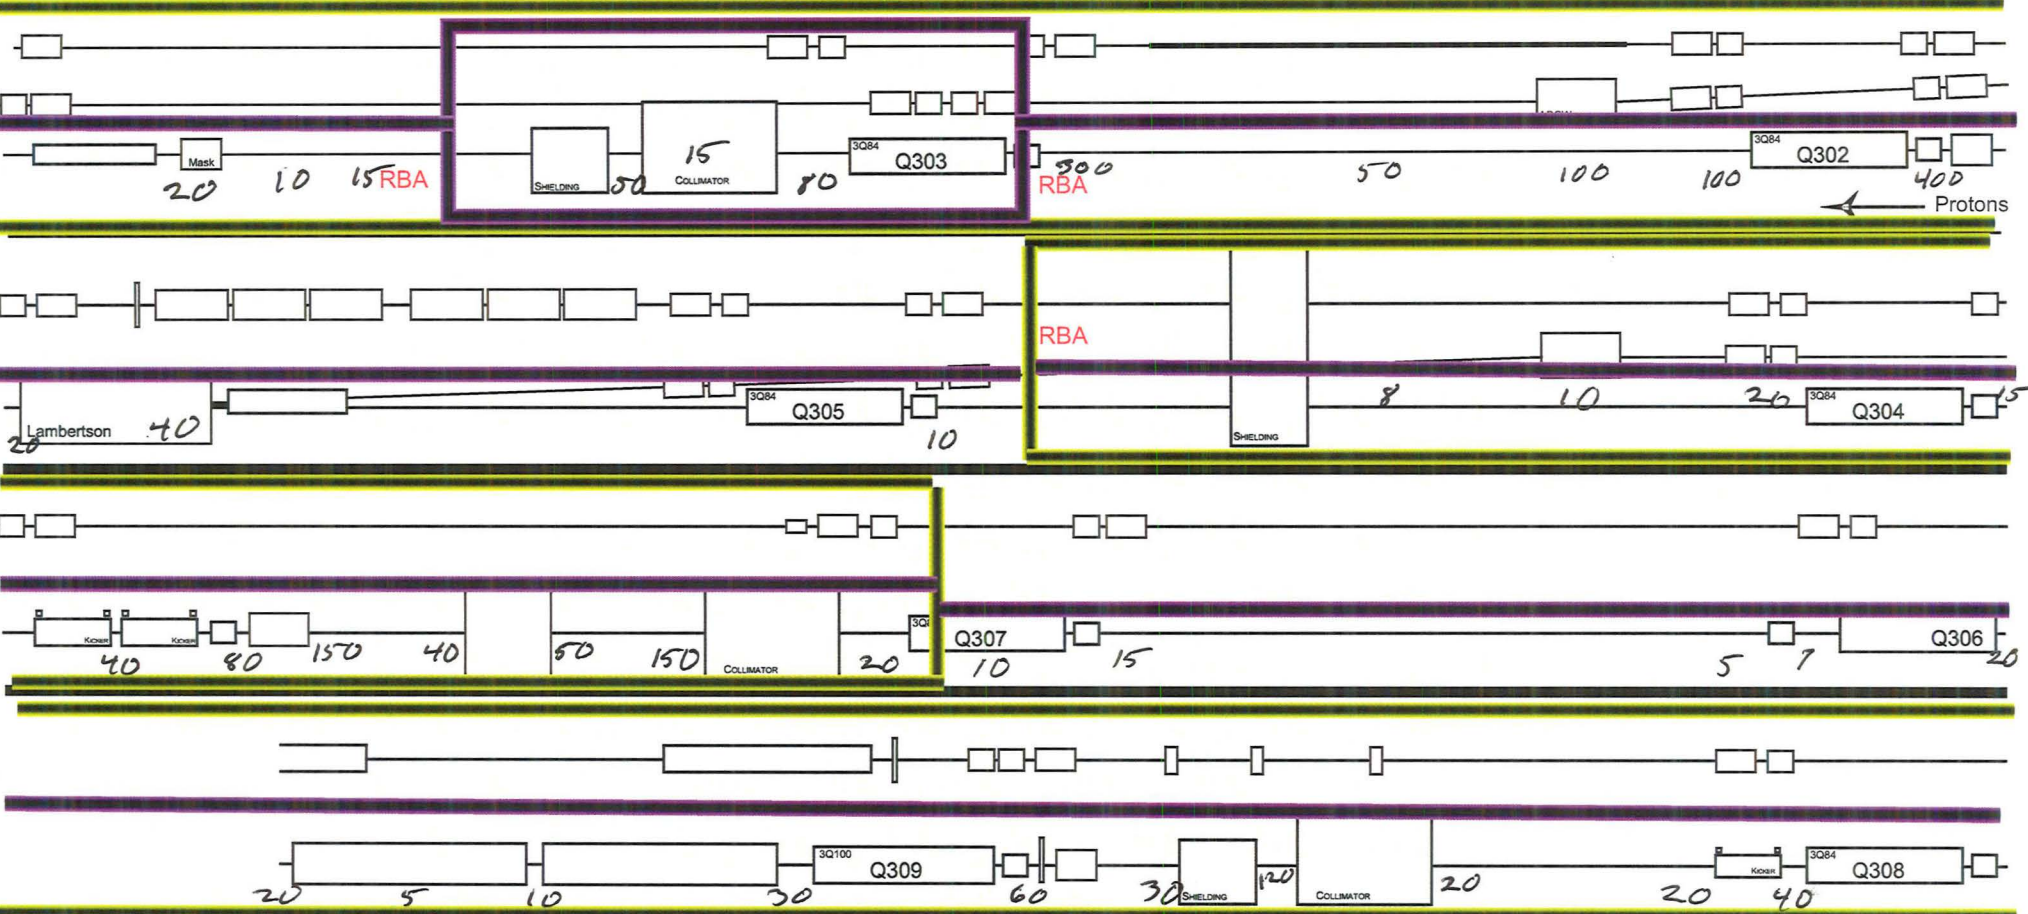 3Q84
3Q84
Mask
15
Q303
Q302
20 10 15 RBA SHIELDING 50 COLLIMATOR 80 RBA 300 50 100 100 400
Protons
RBA
8 10 20 15
3Q84
3Q84
Q305
Q304
20 Lambertson 40 10 SHIELDING
3Q8
Q307
Q306
KICKER KICKER
40 80 150 40 50 150 COLLIMATOR 20 10 15 5 7 20
3Q100
3Q84
Q309
KICKER
Q308
20 5 10 30 60 30 SHIELDING 120 COLLIMATOR 20 20 40